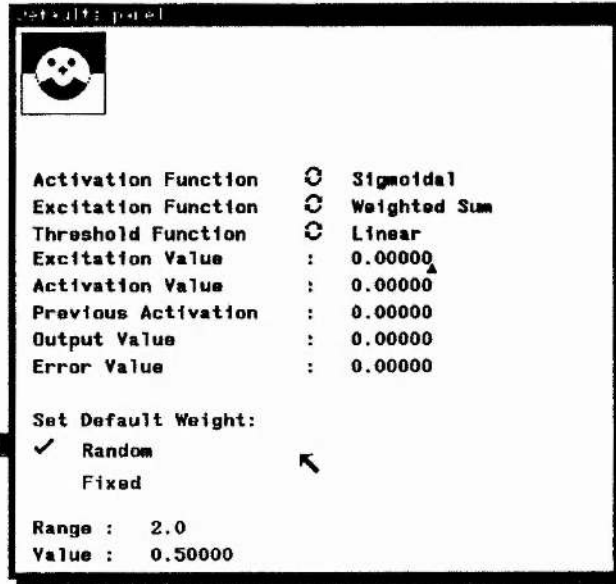 Defaults panel
Activation Function Sigmoidal
Excitation Function Weighted Sum
Threshold Function Linear
Excitation Value : 0.00000
Activation Value : 0.00000
Previous Activation : 0.00000
Output Value : 0.00000
Error Value : 0.00000
Set Default Weight:
Random
Fixed
Range : 2.0
Value : 0.50000